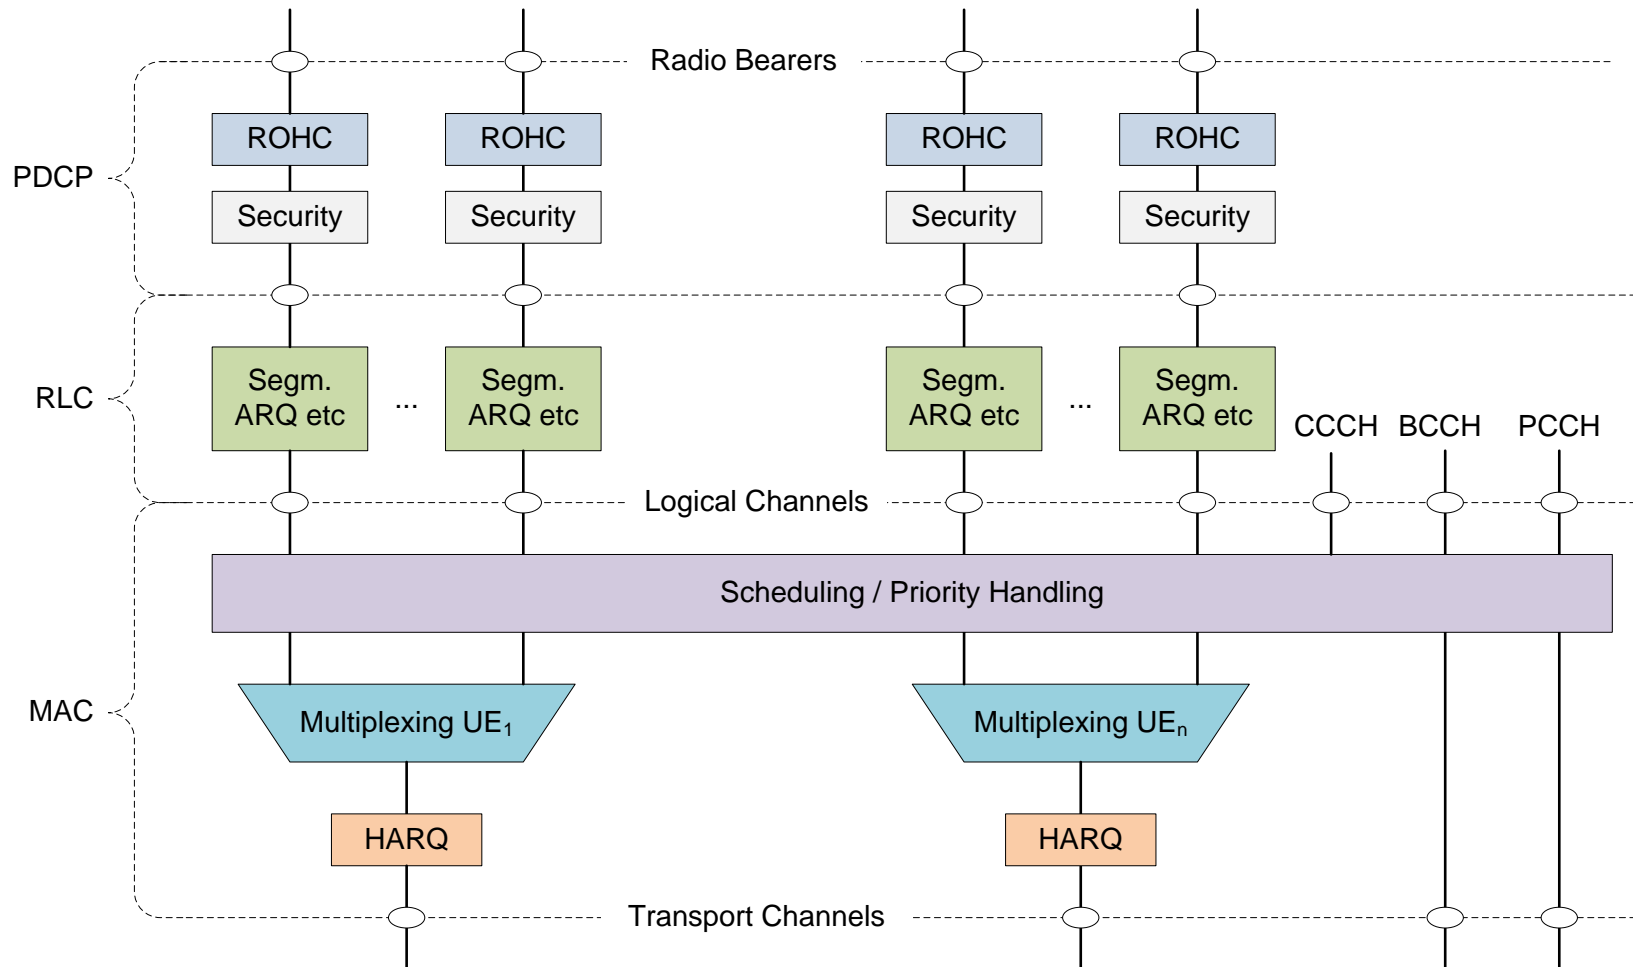 Radio Bearers
ROHC ROHC ROHC ROHC
PDCP
Security Security Security Security
Segm. Segm. Segm. Segm.
RLC
ARQ etc ... ARQ etc ARQ etc ... ARQ etc
CCCH BCCH PCCH
Logical Channels
Scheduling / Priority Handling
MAC
Multiplexing UE₁ Multiplexing UEₙ
HARQ HARQ
Transport Channels